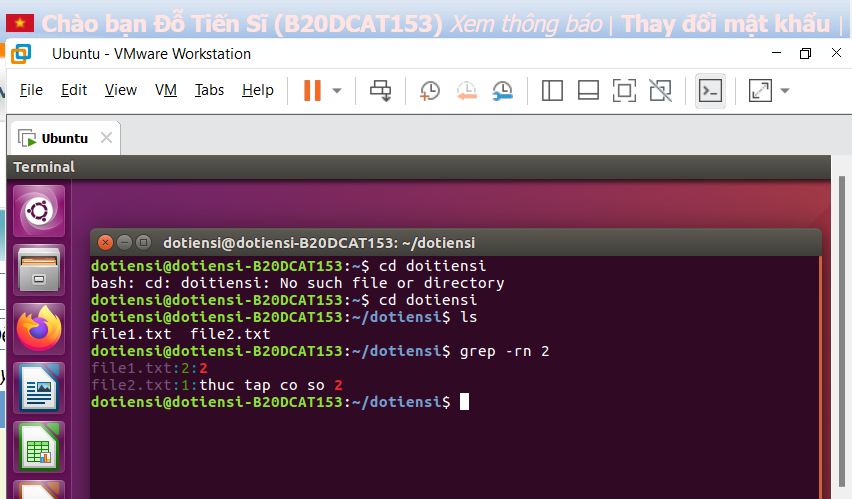 Chào bạn Đỗ Tiến Sĩ (B20DCAT153) Xem thông báo | Thay đổi mật khẩu |
Ubuntu - VMware Workstation
File Edit View VM Tabs Help
Ubuntu
Terminal
dotiensi@dotiensi-B20DCAT153: ~/dotiensi
dotiensi@dotiensi-B20DCAT153:~$ cd doitiensi
bash: cd: doitiensi: No such file or directory
dotiensi@dotiensi-B20DCAT153:~$ cd dotiensi
dotiensi@dotiensi-B20DCAT153:~/dotiensi$ ls
file1.txt  file2.txt
dotiensi@dotiensi-B20DCAT153:~/dotiensi$ grep -rn 2
file1.txt:2:2
file2.txt:1:thuc tap co so 2
dotiensi@dotiensi-B20DCAT153:~/dotiensi$